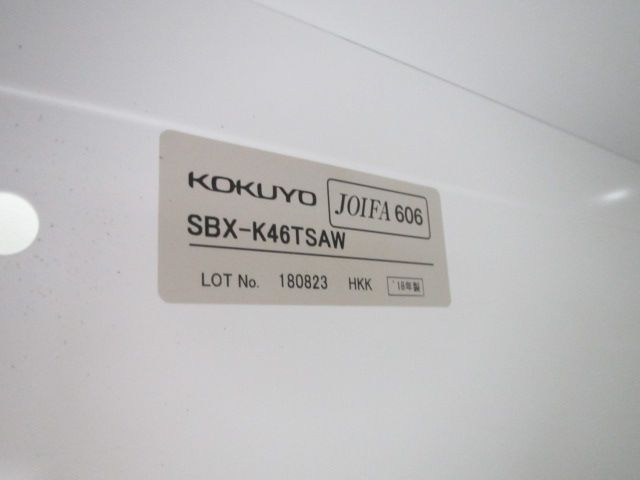 KOKUYO JOIFA 606
SBX-K46TSAW
LOT No. 180823 HKK '18年製